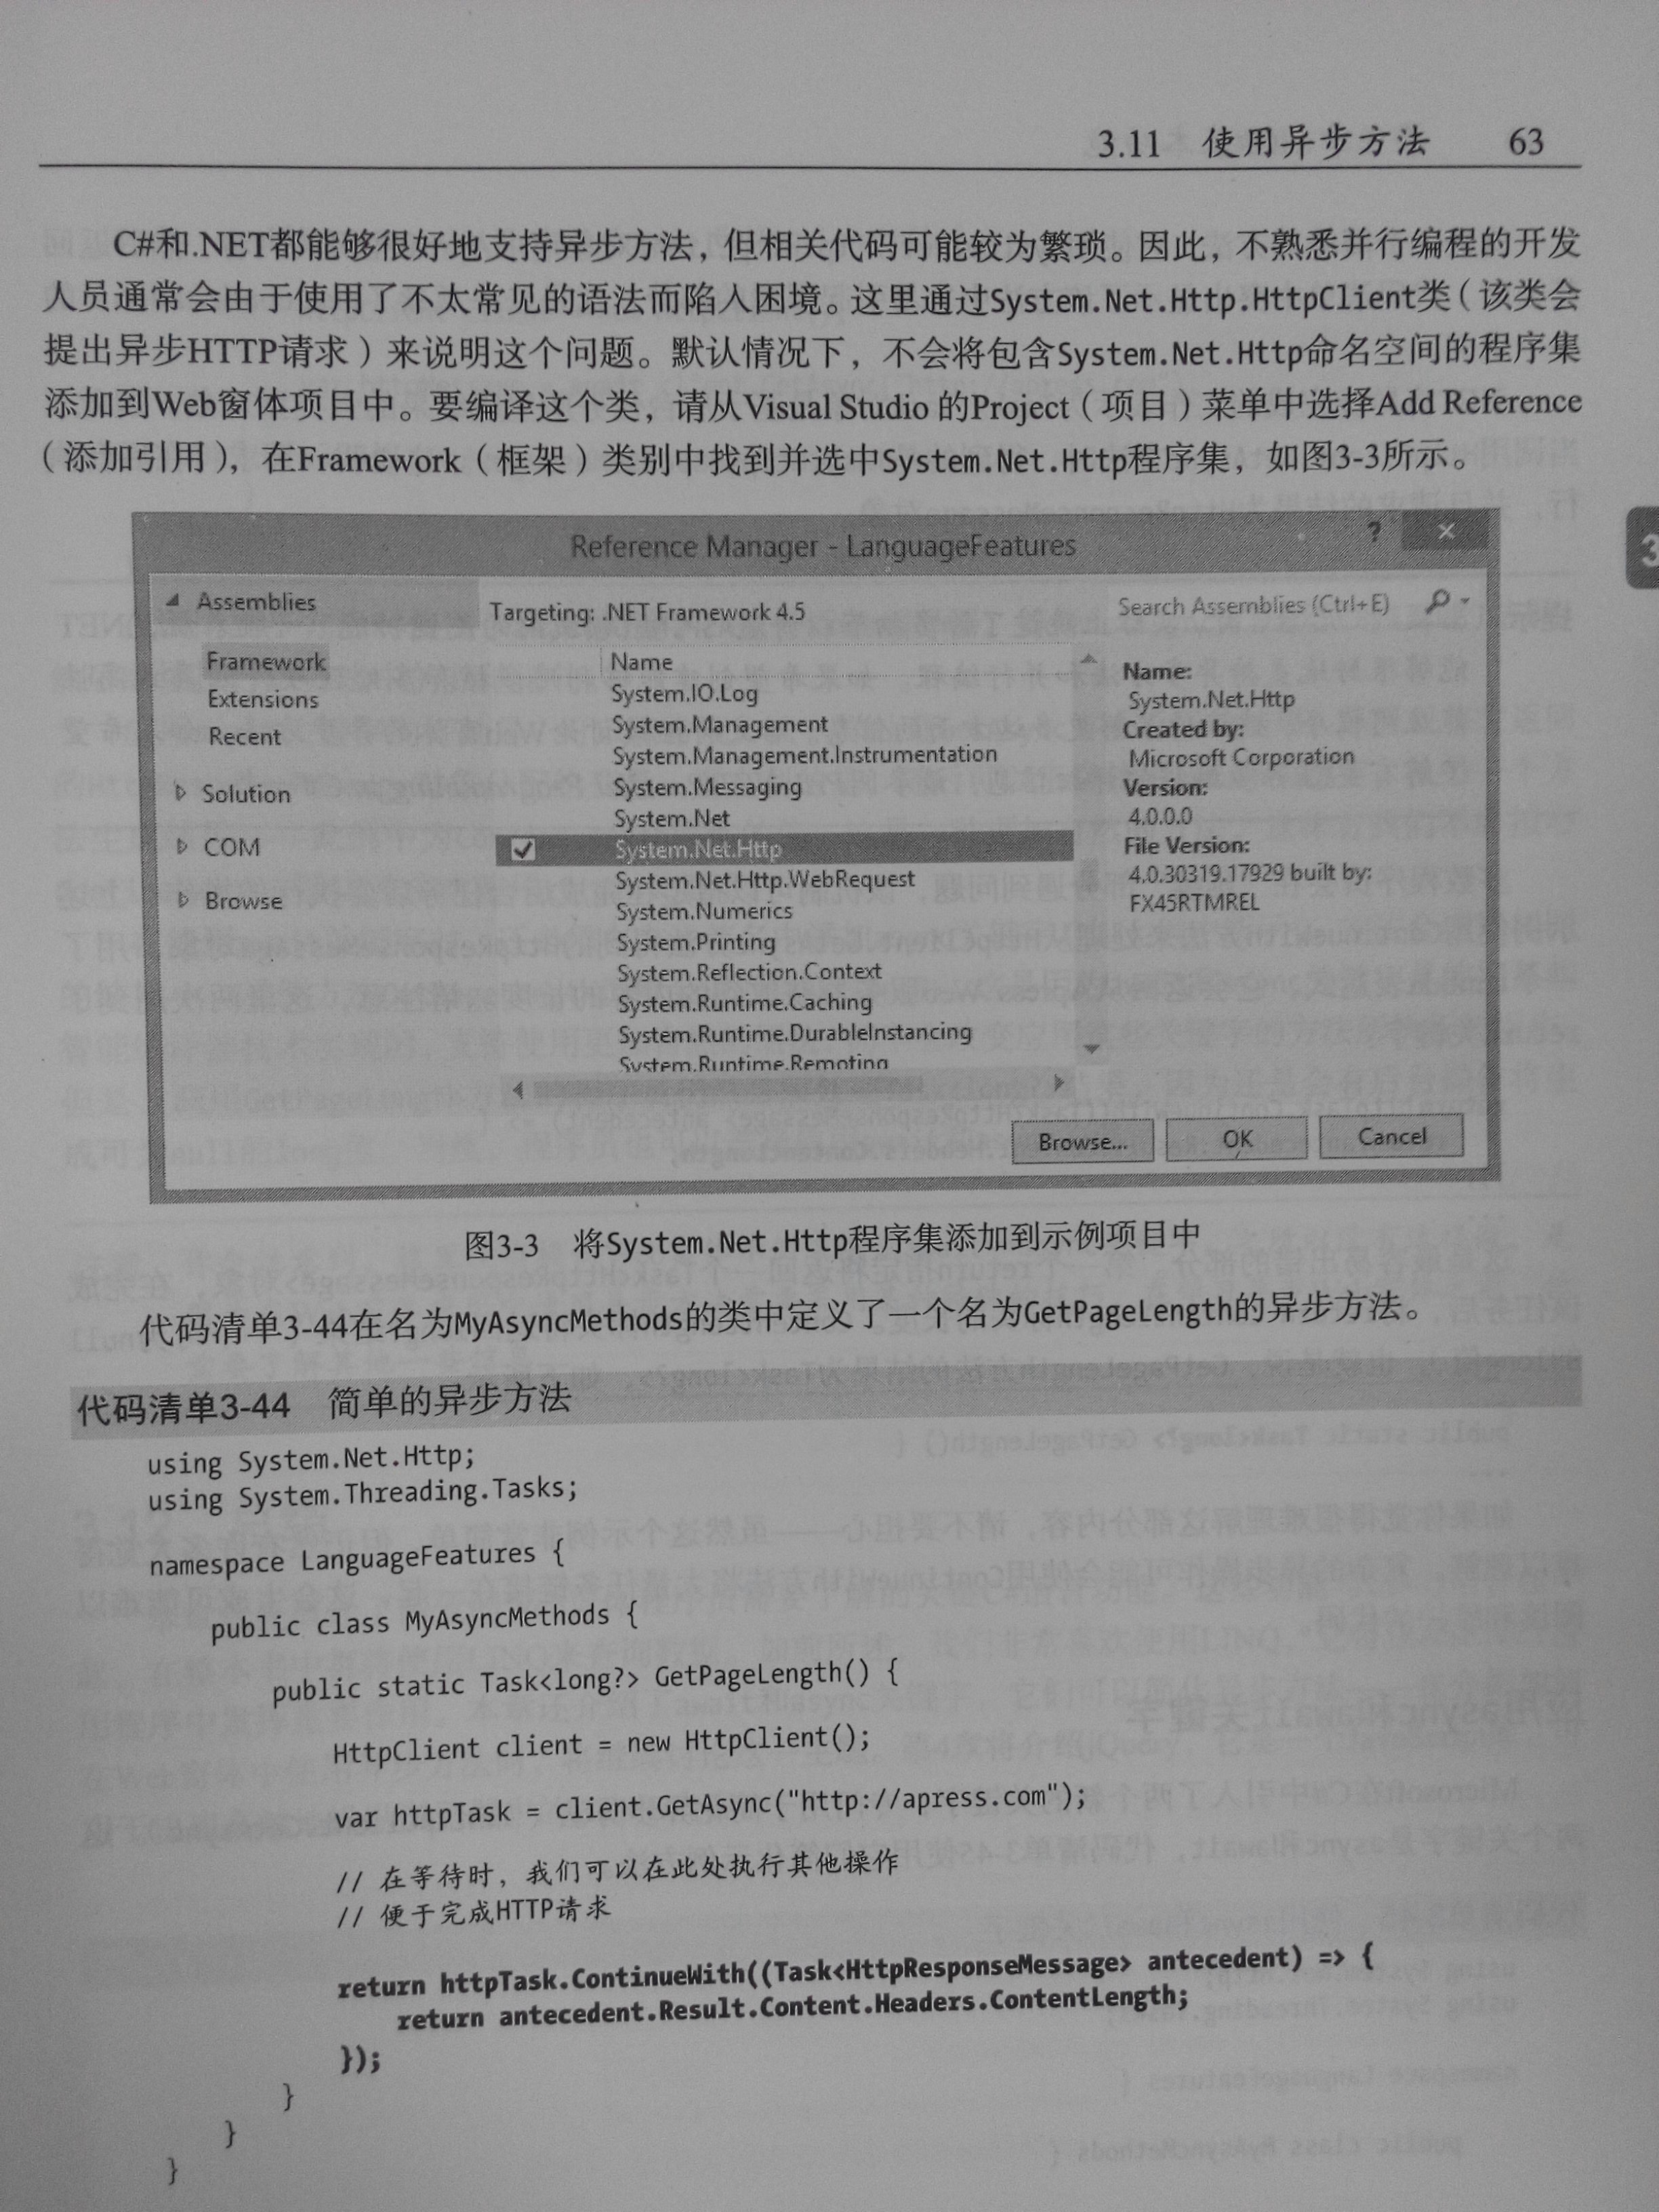 3.11 使用异步方法 63
C#和.NET都能够很好地支持异步方法，但相关代码可能较为繁琐。因此，不熟悉并行编程的开发
人员通常会由于使用了不太常见的语法而陷入困境。这里通过System.Net.Http.HttpClient类（该类会
提出异步HTTP请求）来说明这个问题。默认情况下，不会将包含System.Net.Http命名空间的程序集
添加到Web窗体项目中。要编译这个类，请从Visual Studio 的Project（项目）菜单中选择Add Reference
（添加引用），在Framework（框架）类别中找到并选中System.Net.Http程序集，如图3-3所示。
3
Reference Manager - LanguageFeatures
? ×
Assemblies
Framework
Extensions
Recent
Solution
COM
Browse
Targeting: .NET Framework 4.5
Name
System.IO.Log
System.Management
System.Management.Instrumentation
System.Messaging
System.Net
System.Net.Http
System.Net.Http.WebRequest
System.Numerics
System.Printing
System.Reflection.Context
System.Runtime.Caching
System.Runtime.DurableInstancing
System.Runtime.Remoting
Search Assemblies (Ctrl+E)
Name:
System.Net.Http
Created by:
Microsoft Corporation
Version:
4.0.0.0
File Version:
4.0.30319.17929 built by:
FX45RTMREL
Browse... OK Cancel
图3-3 将System.Net.Http程序集添加到示例项目中
代码清单3-44在名为MyAsyncMethods的类中定义了一个名为GetPageLength的异步方法。
代码清单3-44 简单的异步方法
using System.Net.Http;
using System.Threading.Tasks;
namespace LanguageFeatures {
public class MyAsyncMethods {
public static Task<long?> GetPageLength() {
HttpClient client = new HttpClient();
var httpTask = client.GetAsync("http://apress.com");
// 在等待时，我们可以在此处执行其他操作
// 便于完成HTTP请求
return httpTask.ContinueWith((Task<HttpResponseMessage> antecedent) => {
return antecedent.Result.Content.Headers.ContentLength;
});
}
}
}